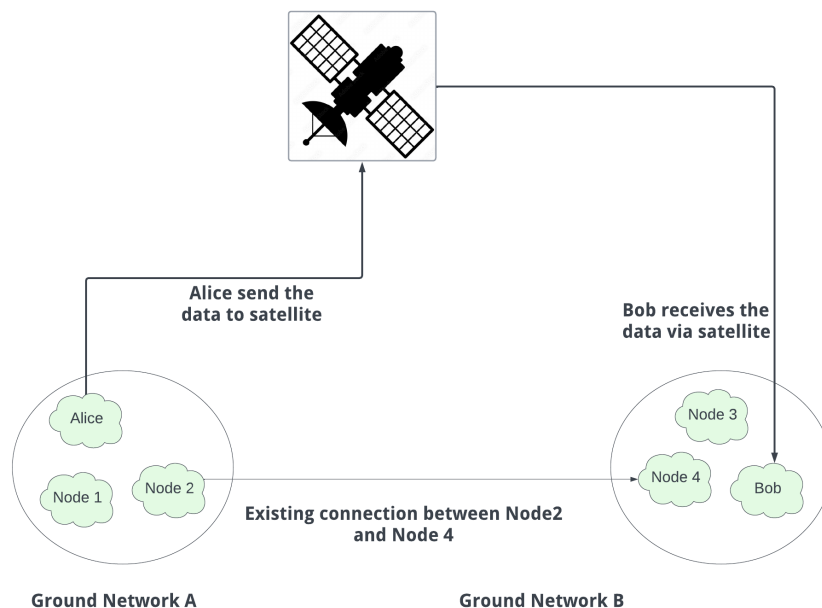 Alice send the
data to satellite
Bob receives the
data via satellite
Alice
Node 1
Node 2
Node 3
Node 4
Bob
Existing connection between Node2
and Node 4
Ground Network A
Ground Network B